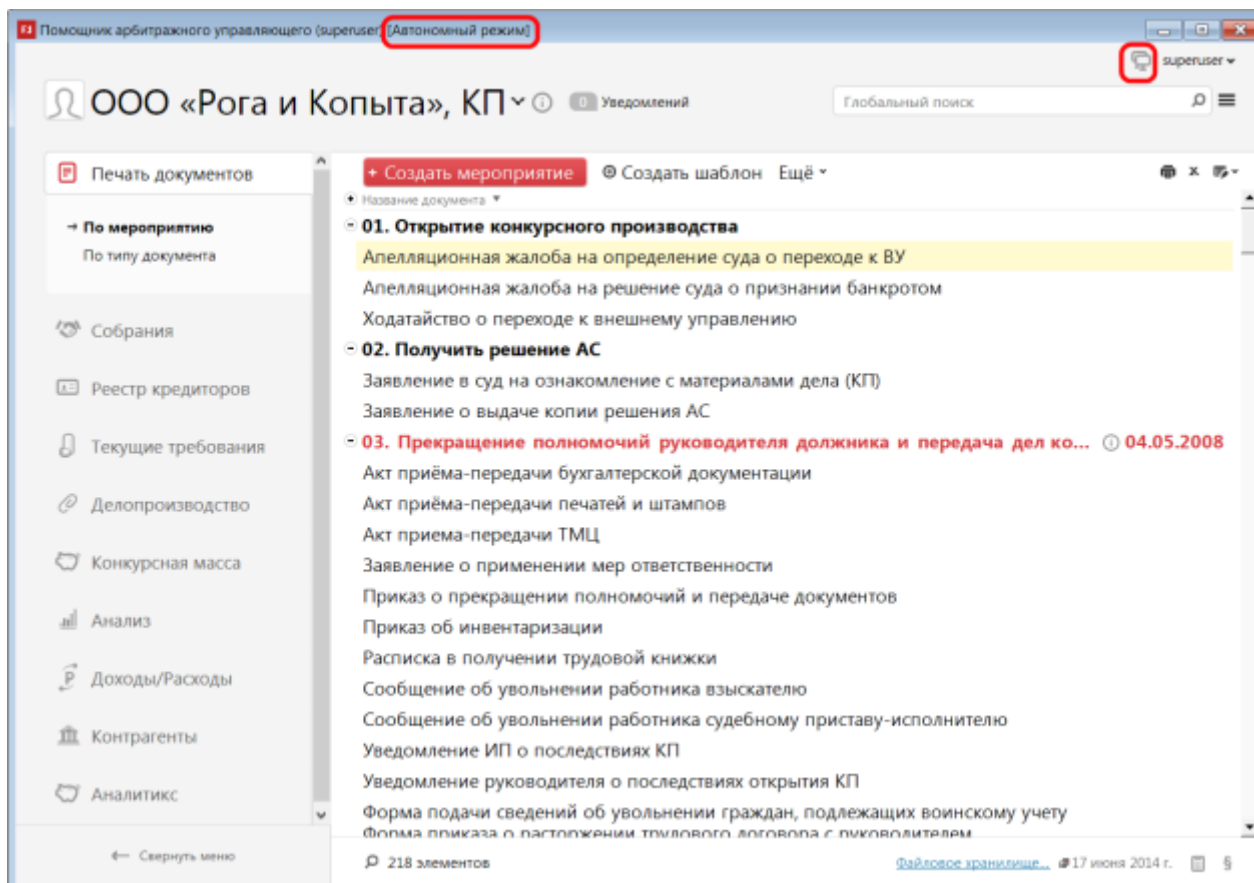 Помощник арбитражного управляющего (superuser) [Автономный режим]
superuser
ООО «Рога и Копыта», КП
0 Уведомлений
Глобальный поиск
Печать документов
→ По мероприятию
По типу документа
Собрания
Реестр кредиторов
Текущие требования
Делопроизводство
Конкурсная масса
Анализ
Доходы/Расходы
Контрагенты
Аналитикс
← Свернуть меню
+ Создать мероприятие
Создать шаблон
Ещё
Название документа
01. Открытие конкурсного производства
Апелляционная жалоба на определение суда о переходе к ВУ
Апелляционная жалоба на решение суда о признании банкротом
Ходатайство о переходе к внешнему управлению
02. Получить решение АС
Заявление в суд на ознакомление с материалами дела (КП)
Заявление о выдаче копии решения АС
03. Прекращение полномочий руководителя должника и передача дел ко... 04.05.2008
Акт приёма-передачи бухгалтерской документации
Акт приёма-передачи печатей и штампов
Акт приема-передачи ТМЦ
Заявление о применении мер ответственности
Приказ о прекращении полномочий и передаче документов
Приказ об инвентаризации
Расписка в получении трудовой книжки
Сообщение об увольнении работника взыскателю
Сообщение об увольнении работника судебному приставу-исполнителю
Уведомление ИП о последствиях КП
Уведомление руководителя о последствиях открытия КП
Форма подачи сведений об увольнении граждан, подлежащих воинскому учету
Форма приказа о расторжении трудового договора с руководителем
218 элементов
Файловое хранилище...
17 июня 2014 г.
§